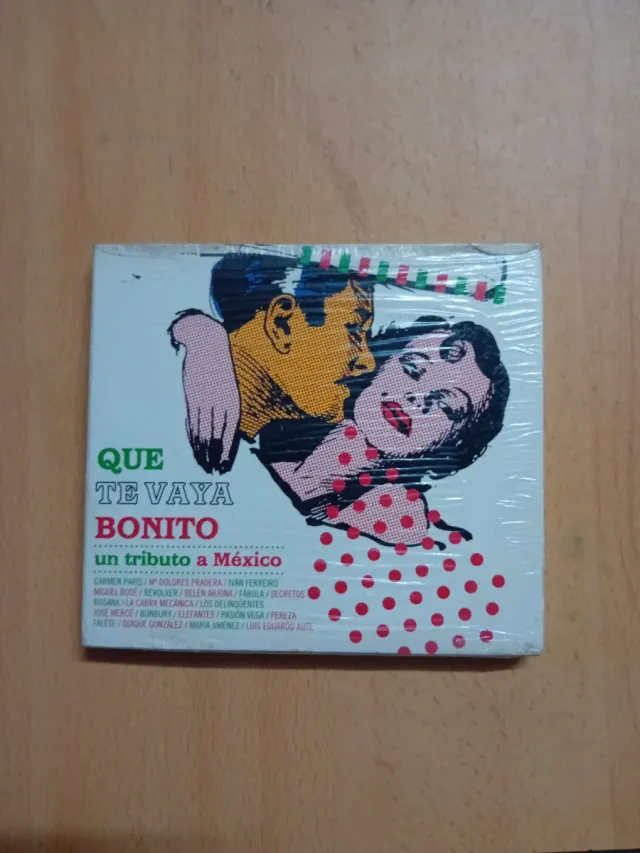 QUE
TE VAYA
BONITO
un tributo a México
CARMEN PARÍS / Mª DOLORES PRADERA / IVÁN FERREIRO
MIGUEL BOSÉ / REVOLVER / BELÉN ARJONA / FÁBULA / SECRETOS
ROSANA / LA CABRA MECÁNICA / LOS DELINQÜENTES
JOSÉ MERCÉ / BUNBURY / ELEFANTES / PASIÓN VEGA / PEREZA
FALETE / QUIQUE GONZÁLEZ / MARÍA JIMÉNEZ / LUIS EDUARDO AUTE